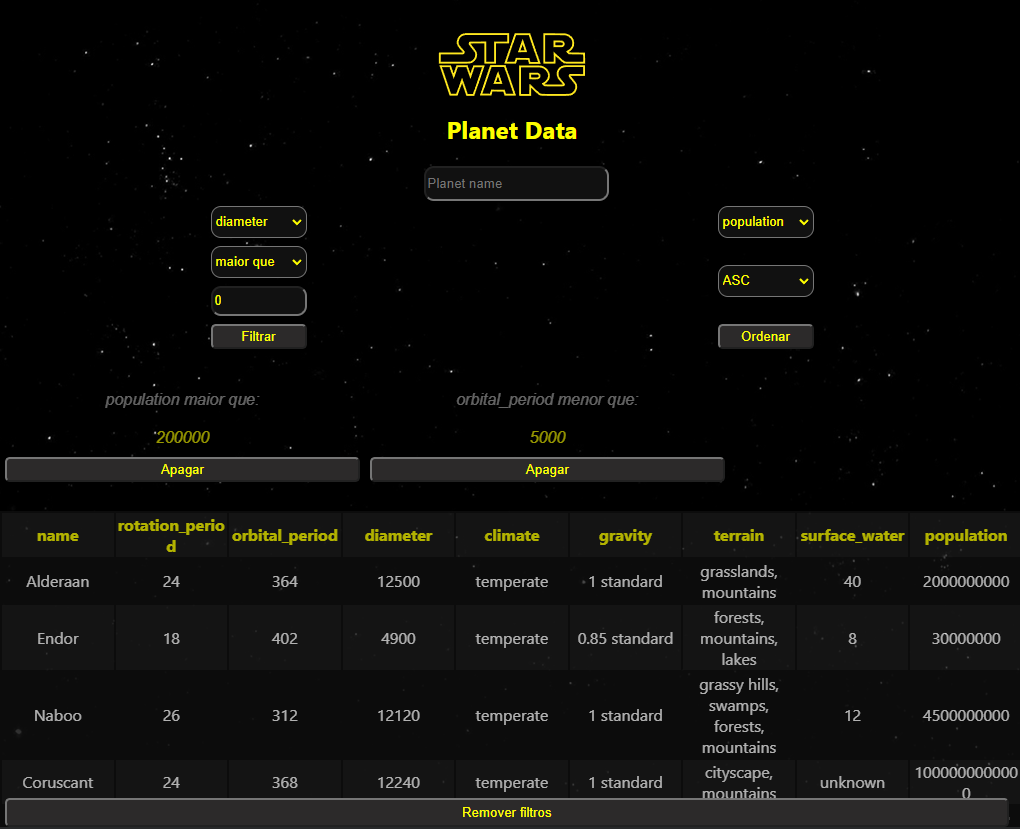 STAR
WARS
Planet Data
Planet name
diameter
population
maior que
ASC
0
Filtrar
Ordenar
population maior que:
orbital_period menor que:
200000
5000
Apagar
Apagar
name rotation_perio orbital_period diameter climate gravity terrain surface_water population
d
Alderaan 24 364 12500 temperate 1 standard grasslands, 40 2000000000
mountains
Endor 18 402 4900 temperate 0.85 standard forests, 8 30000000
mountains,
lakes
Naboo 26 312 12120 temperate 1 standard grassy hills, 12 4500000000
swamps,
forests,
mountains
Coruscant 24 368 12240 temperate 1 standard cityscape, unknown 100000000000
mountains 0
Remover filtros